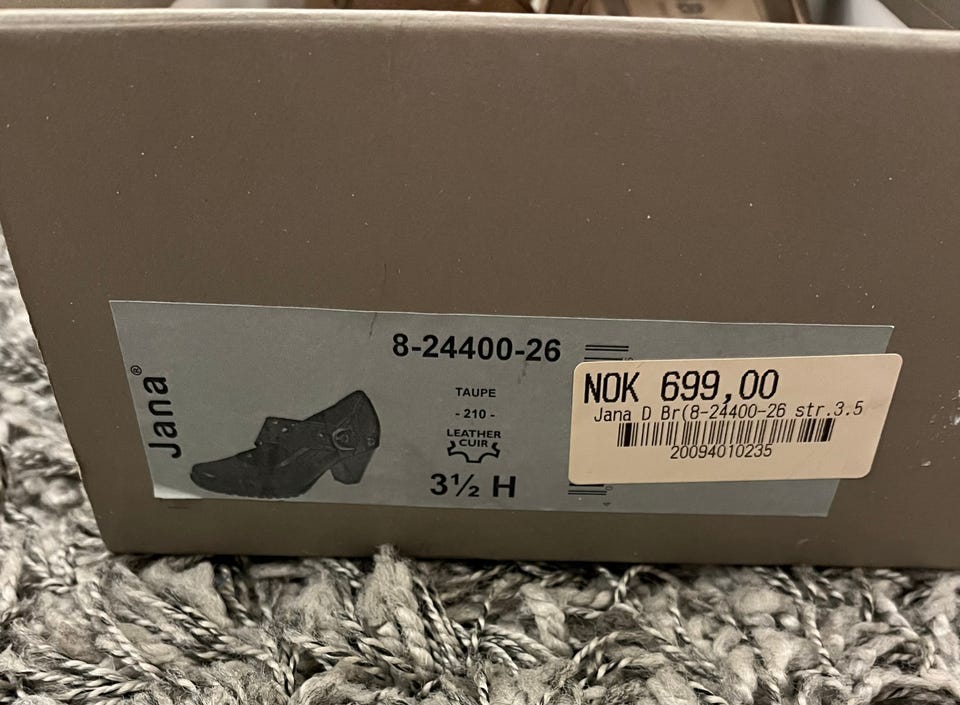 Jana®
8-24400-26
TAUPE
- 210 -
LEATHER
CUIR
3½ H
NOK 699,00
Jana D Br(8-24400-26 str.3.5
20094010235